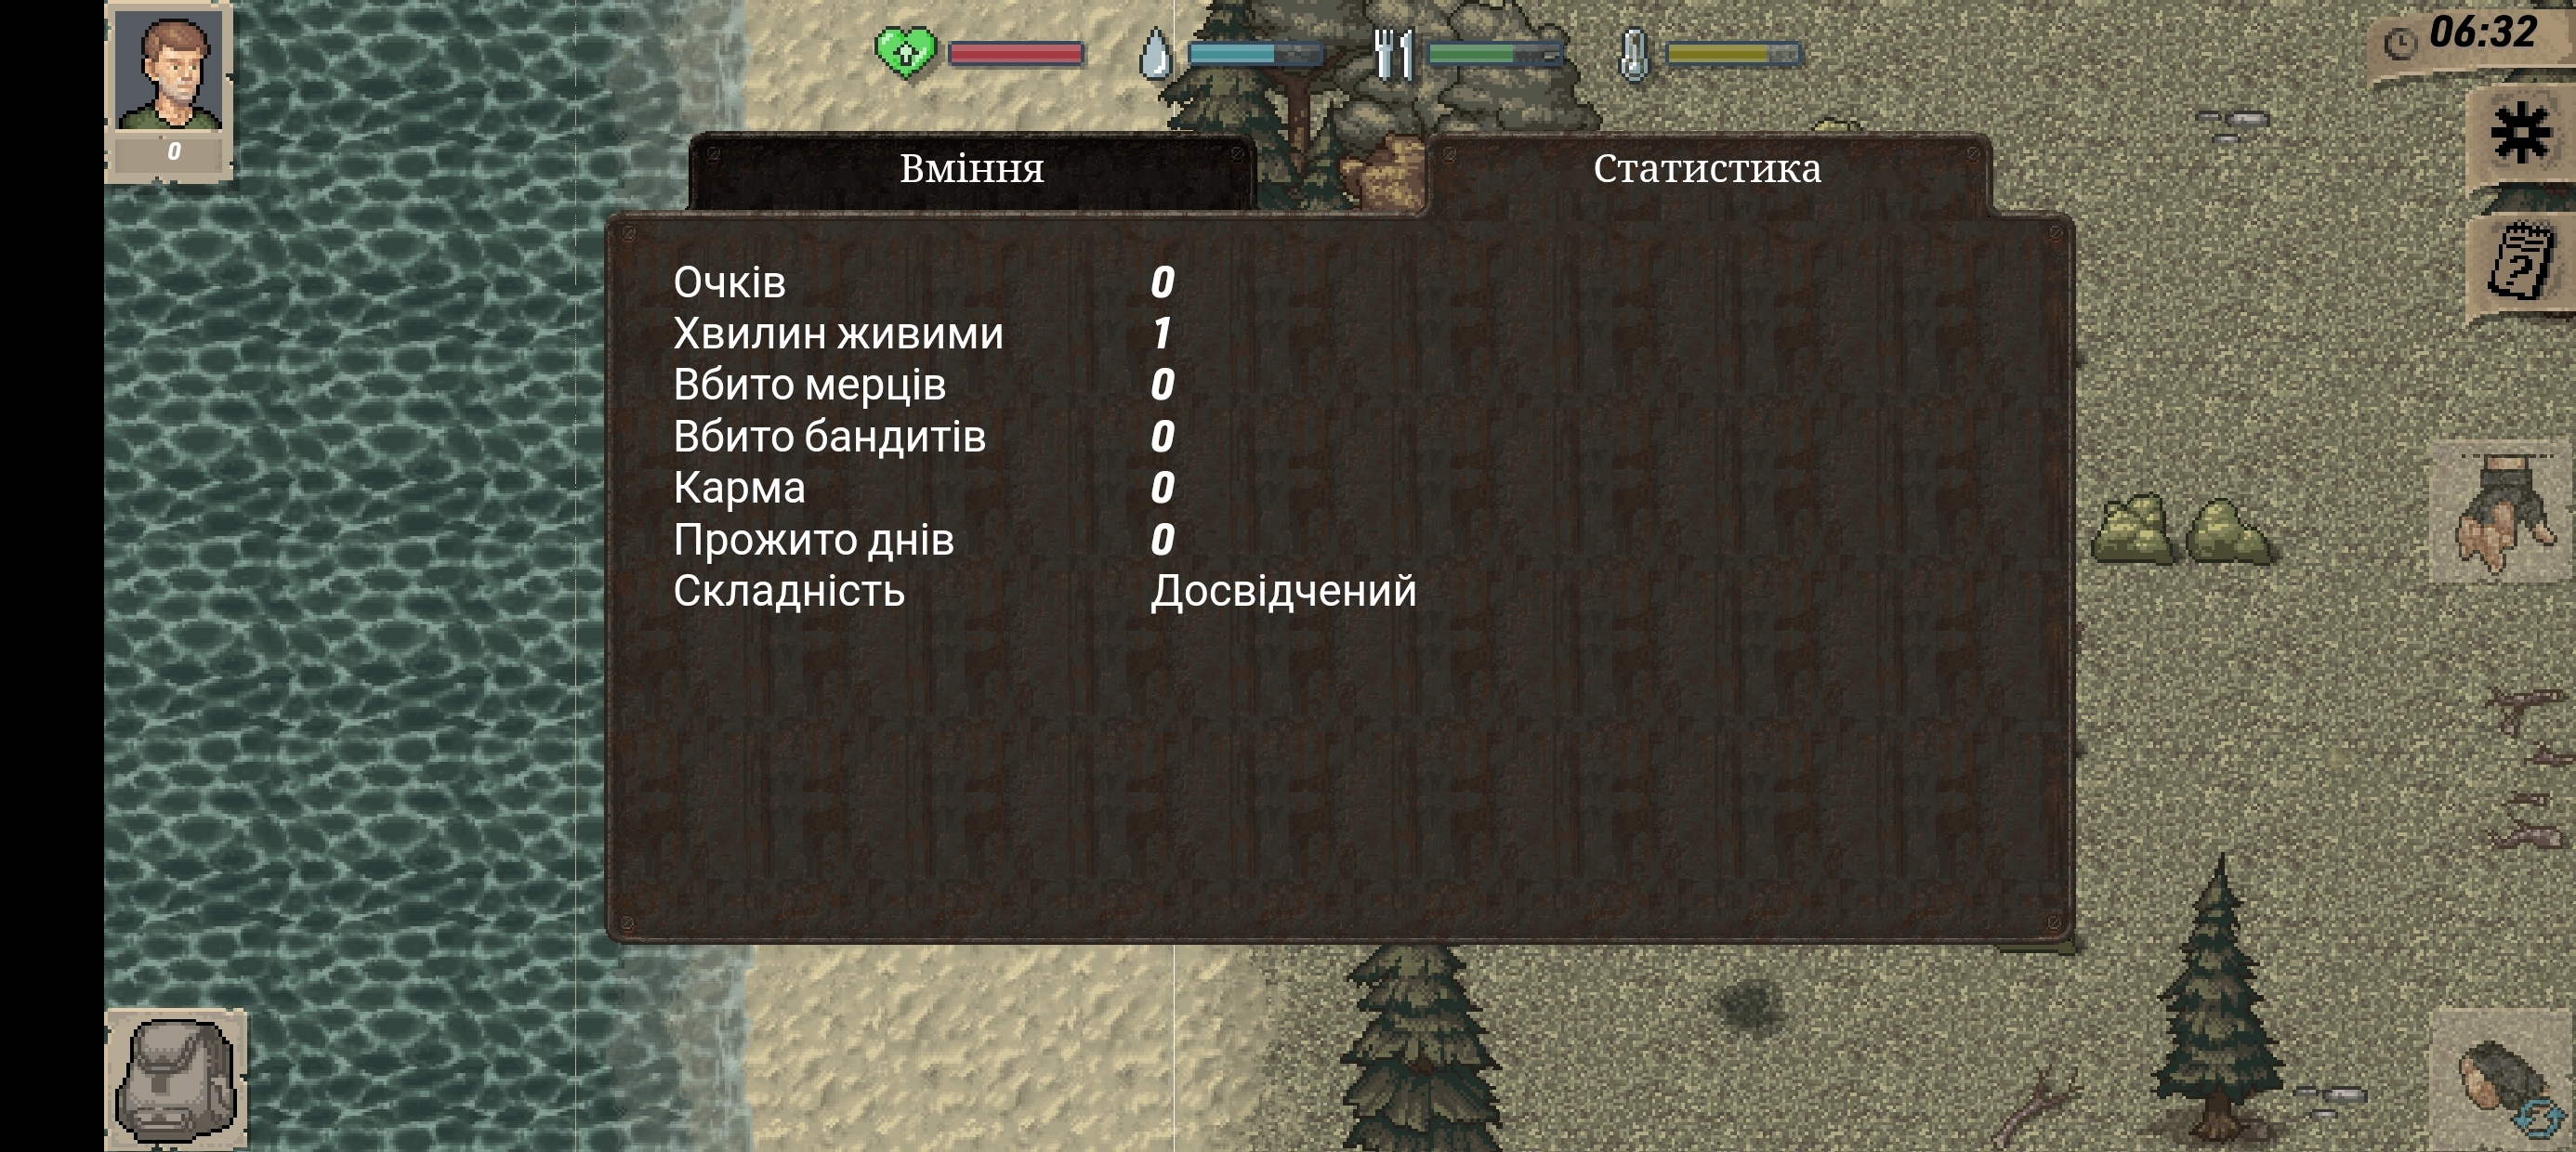 06:32
0
Вміння
Статистика
Очків 0
Хвилин живими 1
Вбито мерців 0
Вбито бандитів 0
Карма 0
Прожито днів 0
Складність Досвідчений